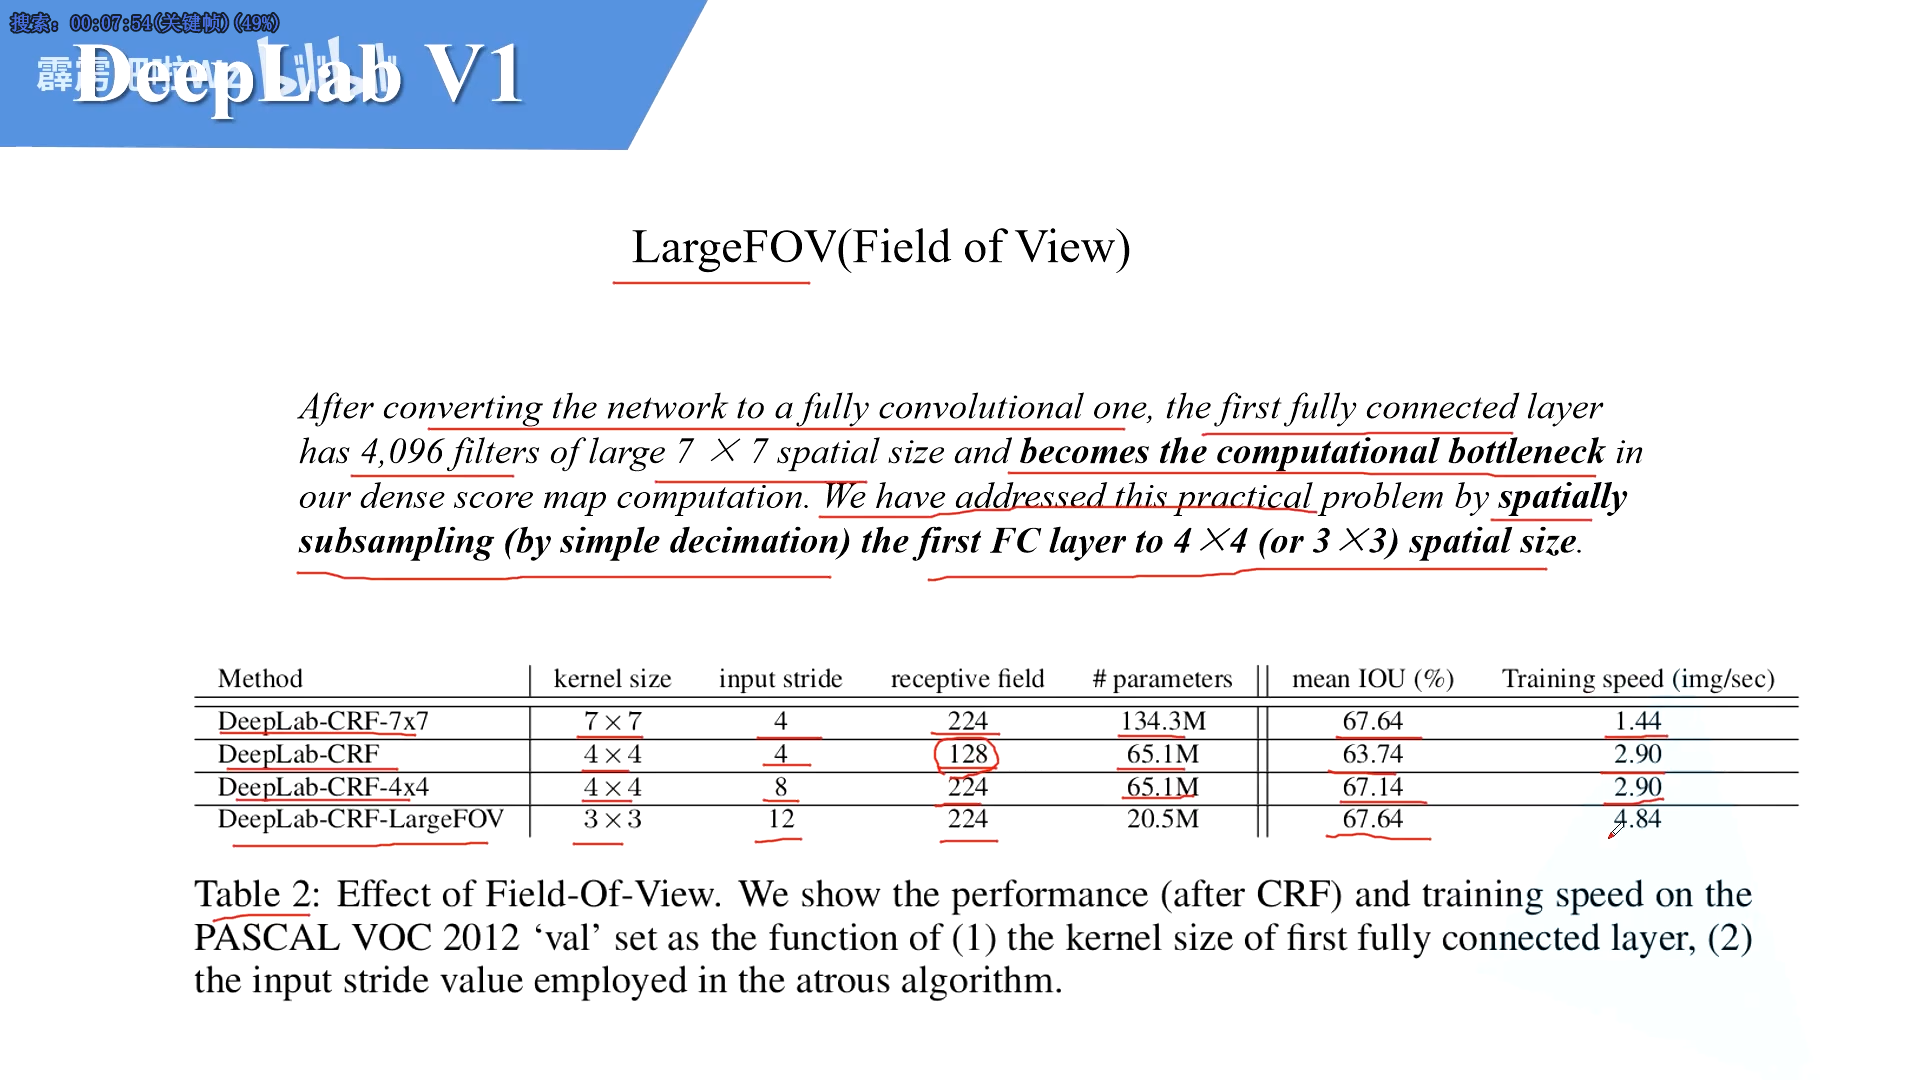 搜索: 00:07:54(关键帧)(49%)
DeepLab V1
霹雳吧啦Wz bilibili
LargeFOV(Field of View)
After converting the network to a fully convolutional one, the first fully connected layer
has 4,096 filters of large 7 × 7 spatial size and becomes the computational bottleneck in
our dense score map computation. We have addressed this practical problem by spatially
subsampling (by simple decimation) the first FC layer to 4×4 (or 3×3) spatial size.
Method kernel size input stride receptive field # parameters mean IOU (%) Training speed (img/sec)
DeepLab-CRF-7x7 7×7 4 224 134.3M 67.64 1.44
DeepLab-CRF 4×4 4 128 65.1M 63.74 2.90
DeepLab-CRF-4x4 4×4 8 224 65.1M 67.14 2.90
DeepLab-CRF-LargeFOV 3×3 12 224 20.5M 67.64 4.84
Table 2: Effect of Field-Of-View. We show the performance (after CRF) and training speed on the
PASCAL VOC 2012 ‘val’ set as the function of (1) the kernel size of first fully connected layer, (2)
the input stride value employed in the atrous algorithm.